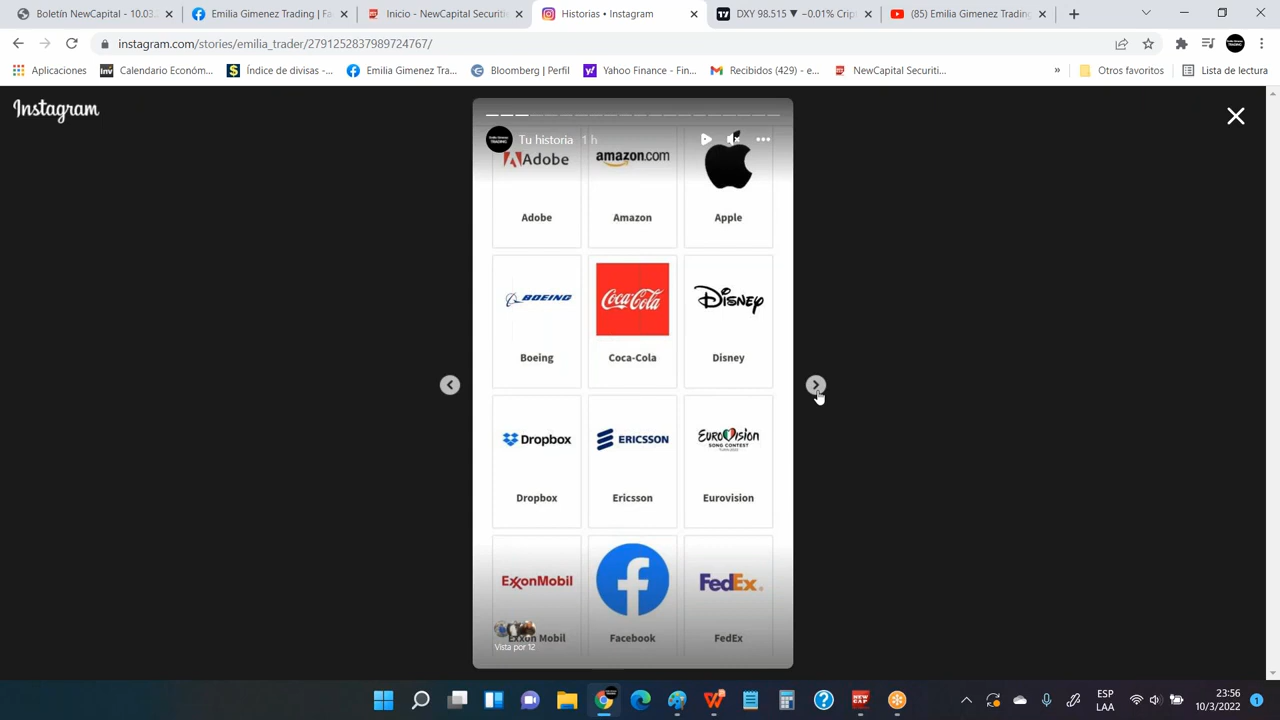 Boletín NewCapital - 10.03.
Emilia Gimenez Trading | Fa
Inicio - NewCapital Securiti
Historias • Instagram
DXY 98.515 ▼ −0.01% Crip
(85) Emilia Gimenez Trading
instagram.com/stories/emilia_trader/2791252837989724767/
Aplicaciones
Inv
Calendario Económ...
Índice de divisas -...
Emilia Gimenez Tra...
Bloomberg | Perfil
Yahoo Finance - Fin...
Recibidos (429) - e...
NewCapital Securiti...
»
Otros favoritos
Lista de lectura
Instagram
Tu historia 1 h
Adobe
amazon.com
Adobe
Amazon
Apple
BOEING
Coca-Cola
Disney
Boeing
Coca-Cola
Disney
Dropbox
ERICSSON
EUROVISION
SONG CONTEST
Dropbox
Ericsson
Eurovision
ExxonMobil
FedEx
Exxon Mobil
Facebook
FedEx
Vista por 12
ESP
LAA
23:56
10/3/2022